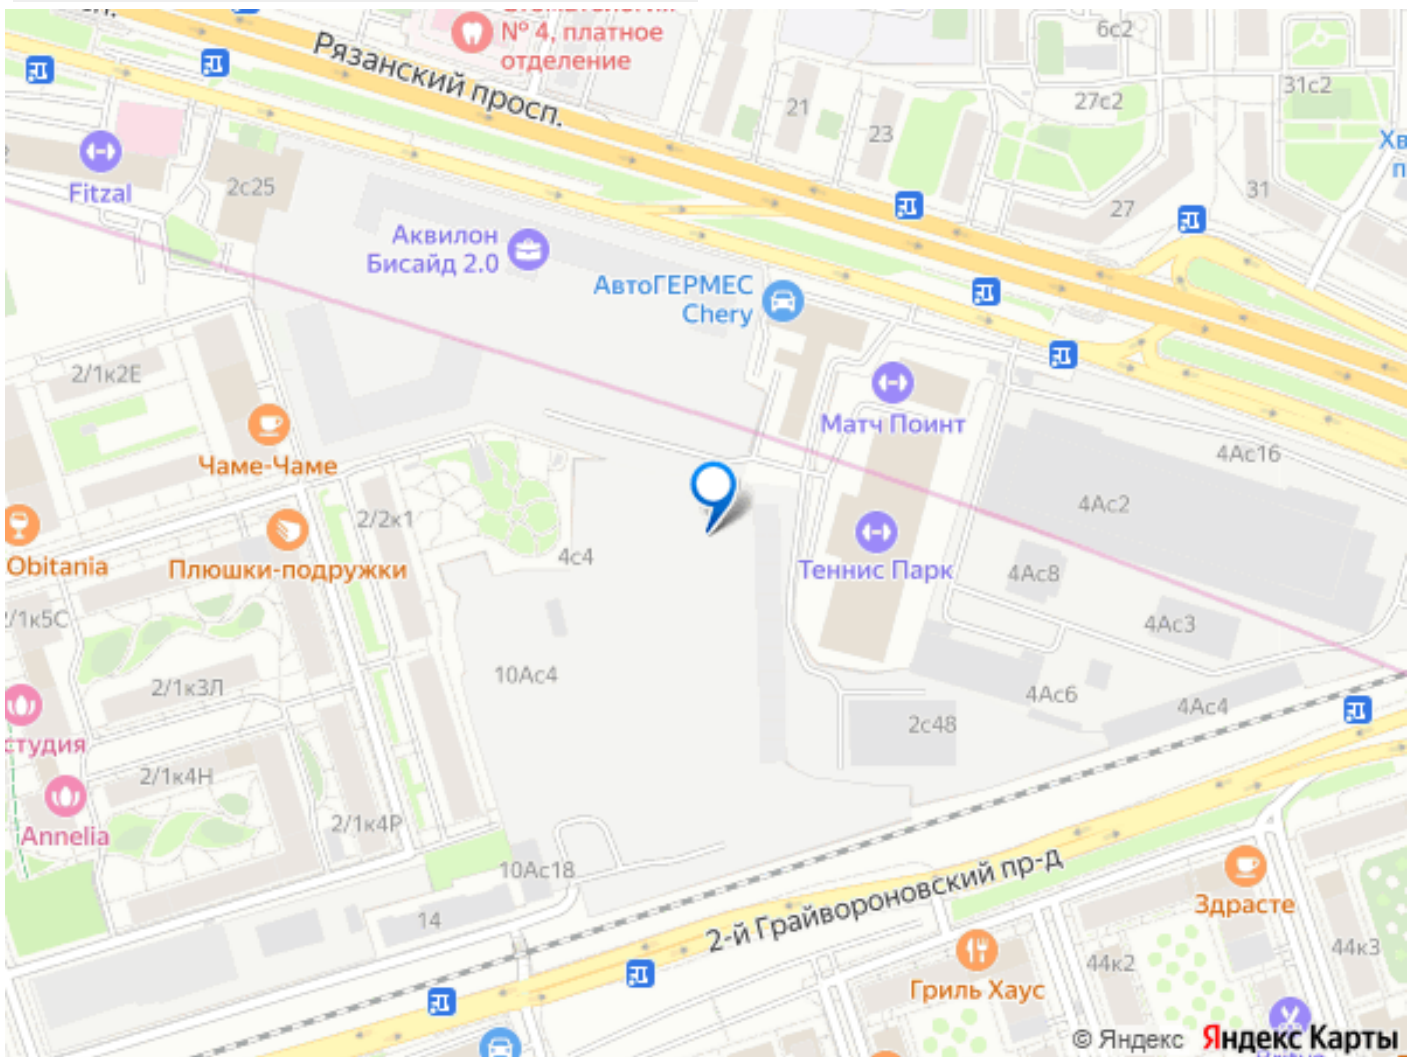 № 4, платное
отделение
Рязанский просп.
6с2
31с2
27с2
21
23
31
27
Fitzal
2с25
Аквилон
Бисайд 2.0
АвтоГЕРМЕС
Chery
2/1к2Е
Матч Поинт
Чаме-Чаме
4Ас16
4Ас2
2/2к1
4с4
Obitania
Плюшки-подружки
Теннис Парк
4Ас8
/1к5С
4Ас3
10Ас4
2/1к3Л
4Ас6
4Ас4
2с48
студия
2/1к4Н
Annelia
2/1к4Р
10Ас18
14
2-й Грайвороновский пр-д
Здрасте
44к3
44к2
Гриль Хаус
© Яндекс Яндекс Карты